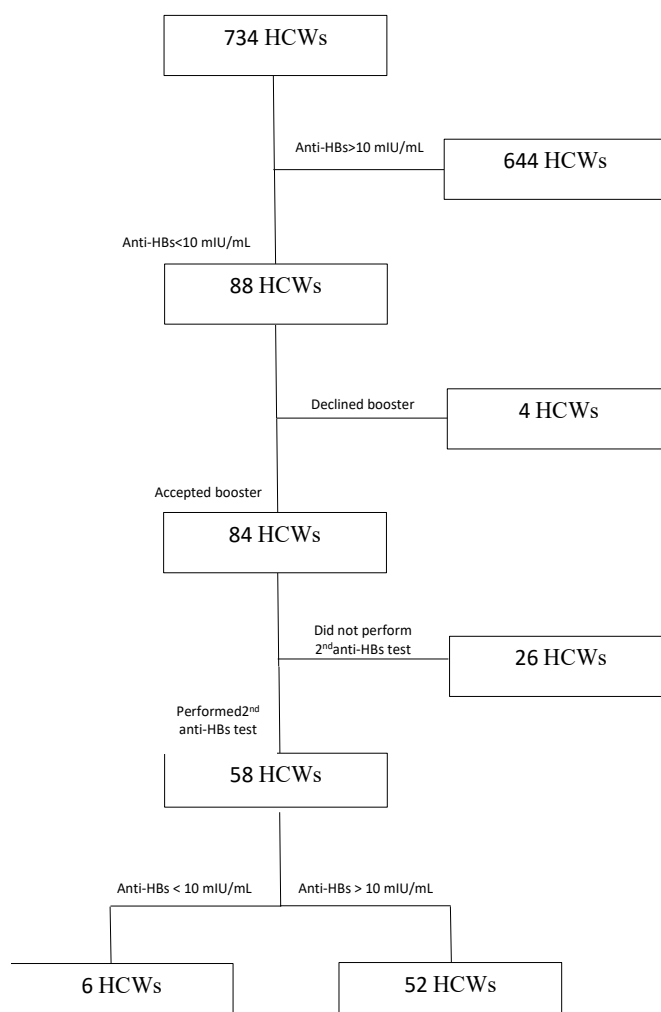 734 HCWs
Anti-HBs>10 mIU/mL
644 HCWs
Anti-HBs<10 mIU/mL
88 HCWs
Declined booster
4 HCWs
Accepted booster
84 HCWs
Did not perform
2nd anti-HBs test
26 HCWs
Performed2nd
anti-HBs test
58 HCWs
Anti-HBs < 10 mIU/mL
Anti-HBs > 10 mIU/mL
6 HCWs
52 HCWs